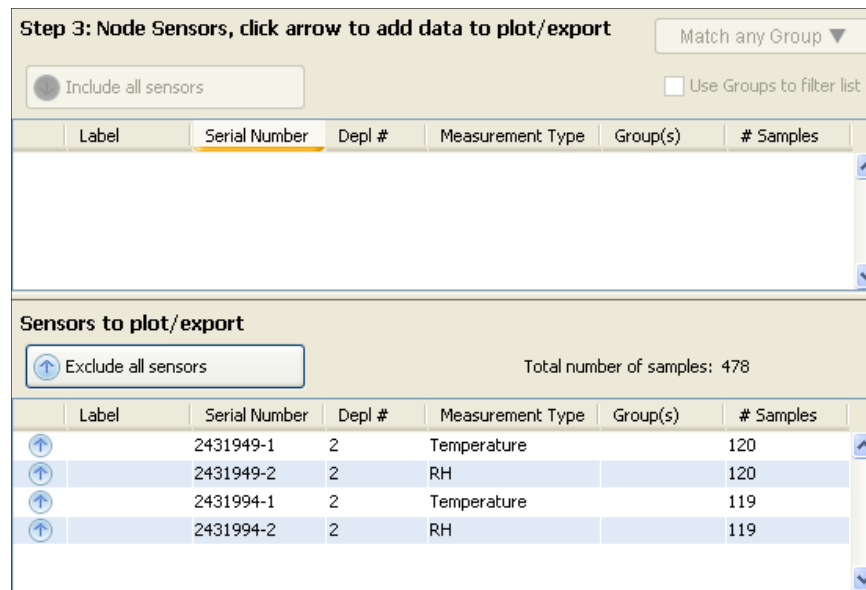 Step 3: Node Sensors, click arrow to add data to plot/export
Match any Group ▼
Include all sensors
Use Groups to filter list
Label Serial Number Depl # Measurement Type Group(s) # Samples
Sensors to plot/export
Exclude all sensors
Total number of samples: 478
Label Serial Number Depl # Measurement Type Group(s) # Samples
2431949-1 2 Temperature 120
2431949-2 2 RH 120
2431994-1 2 Temperature 119
2431994-2 2 RH 119